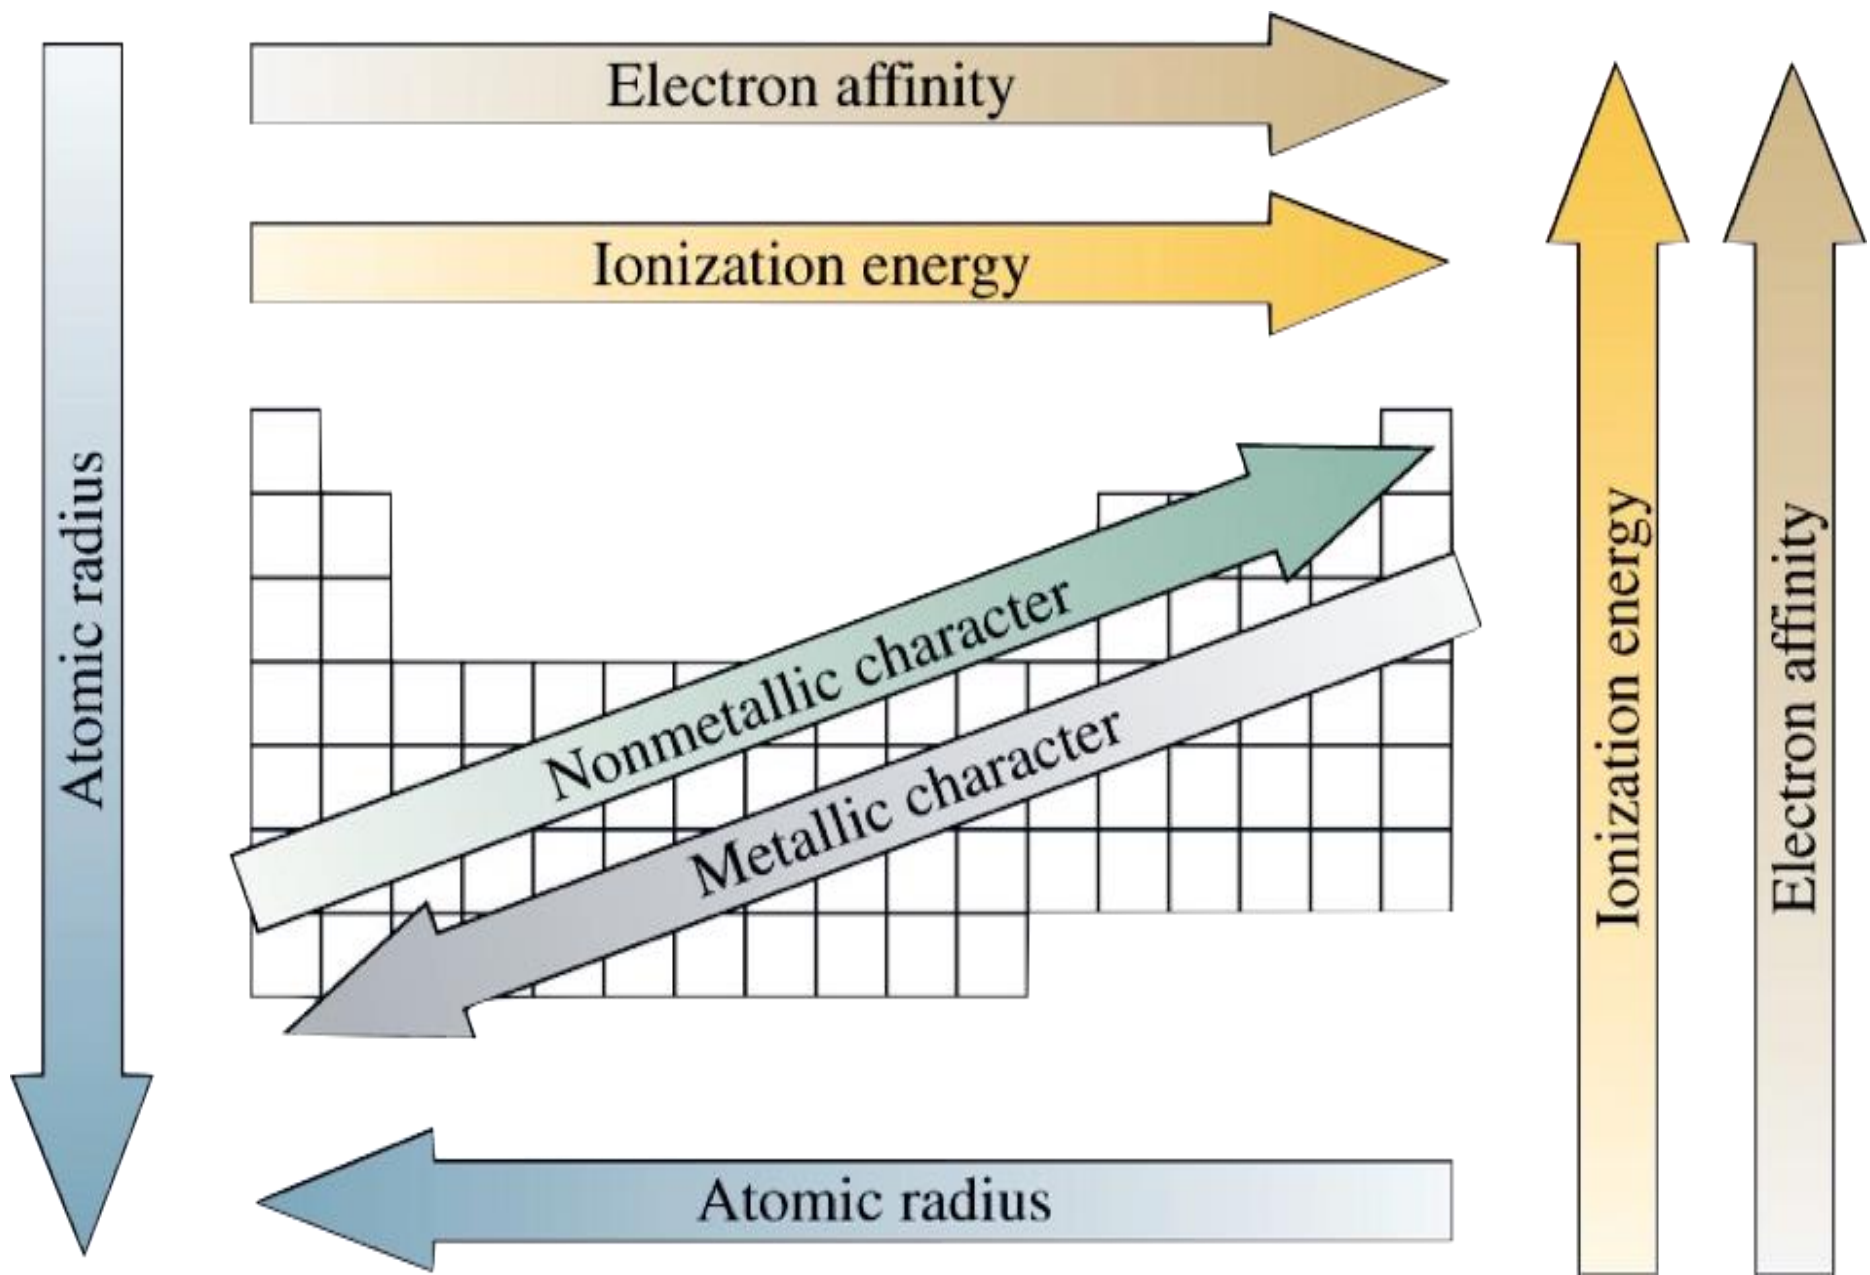 Electron affinity
Ionization energy
Atomic radius
Nonmetallic character
Metallic character
Ionization energy
Electron affinity
Atomic radius